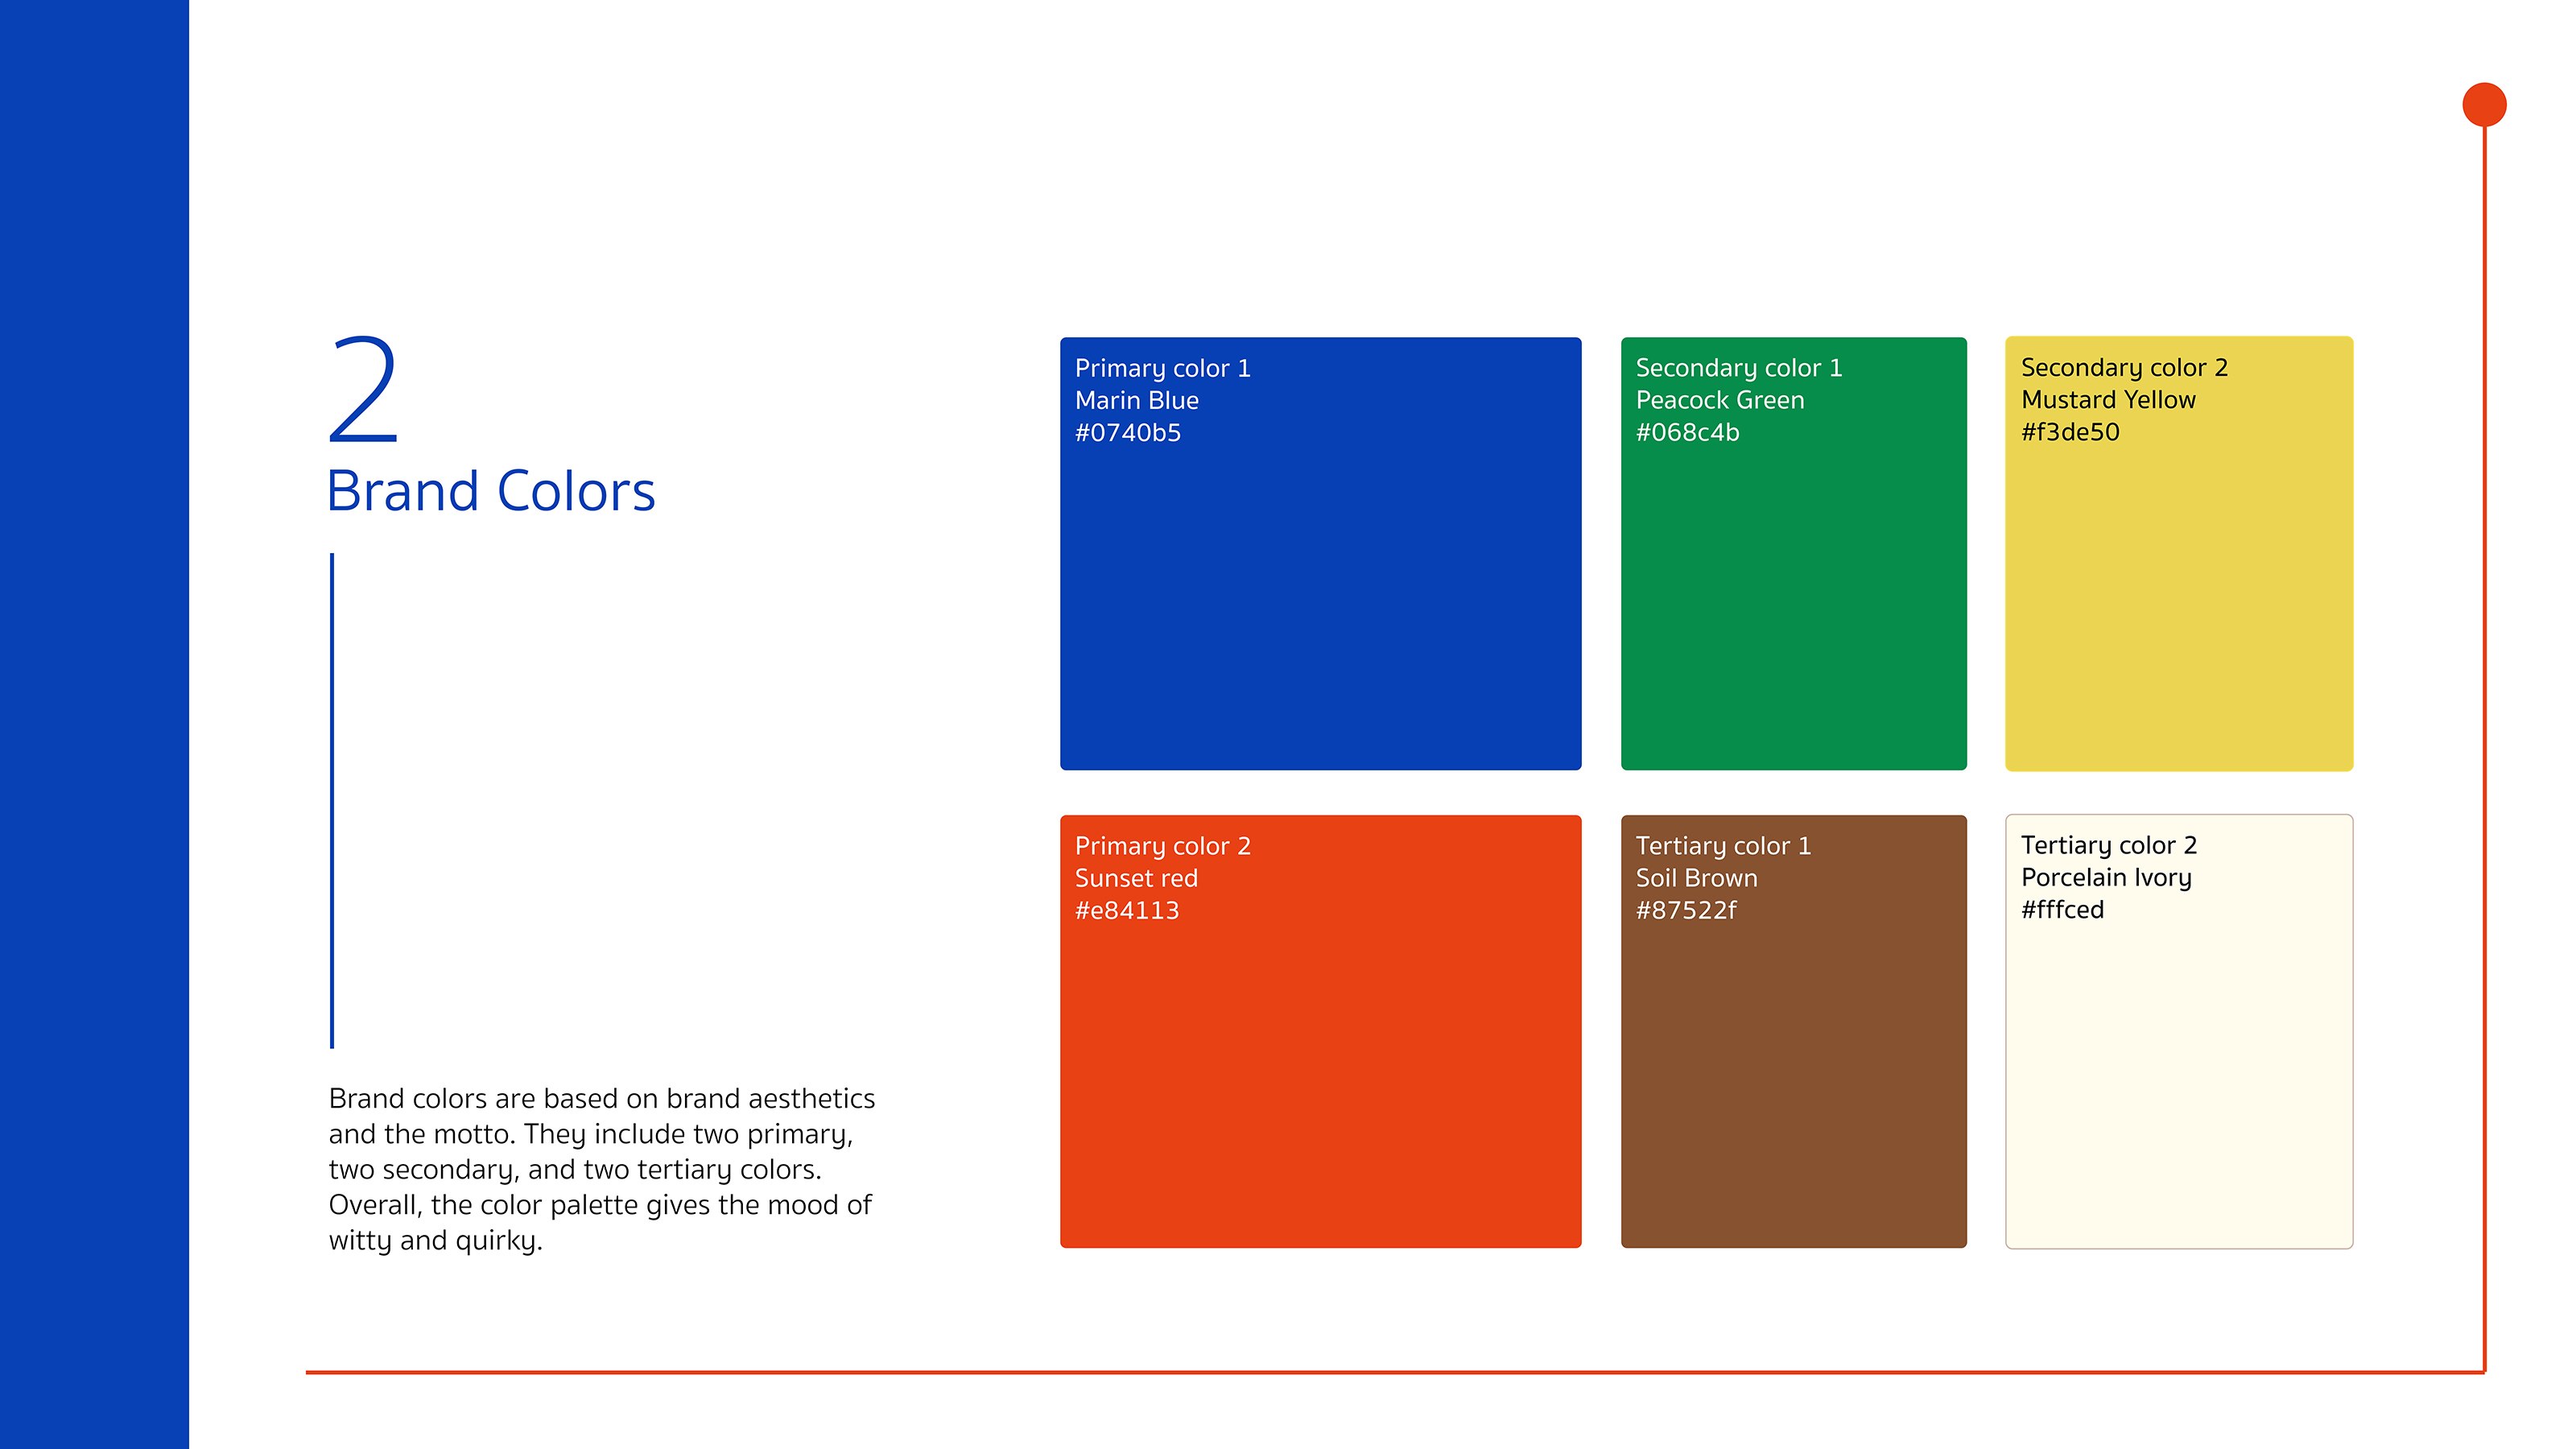 2
Brand Colors
Brand colors are based on brand aesthetics
and the motto. They include two primary,
two secondary, and two tertiary colors.
Overall, the color palette gives the mood of
witty and quirky.
Primary color 1
Marin Blue
#0740b5
Secondary color 1
Peacock Green
#068c4b
Secondary color 2
Mustard Yellow
#f3de50
Primary color 2
Sunset red
#e84113
Tertiary color 1
Soil Brown
#87522f
Tertiary color 2
Porcelain Ivory
#fffced